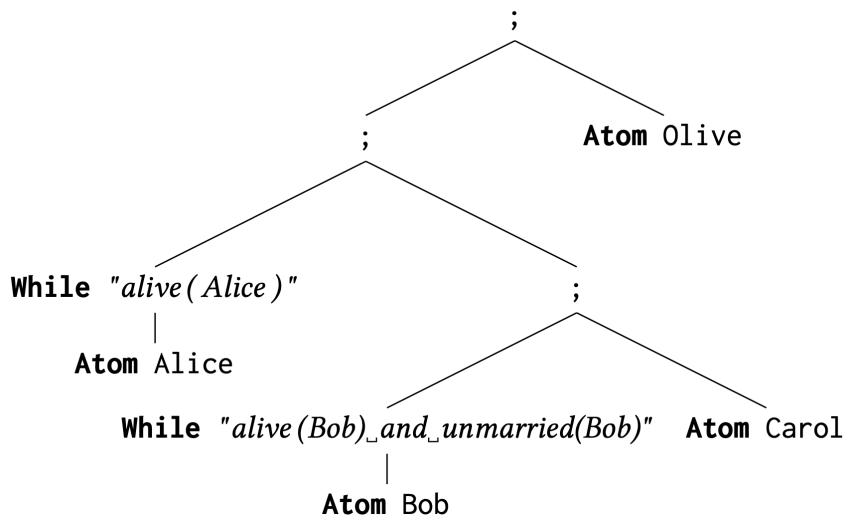 ;
;
Atom Olive
While "alive(Alice)"
;
Atom Alice
While "alive(Bob)␣and␣unmarried(Bob)"
Atom Carol
Atom Bob